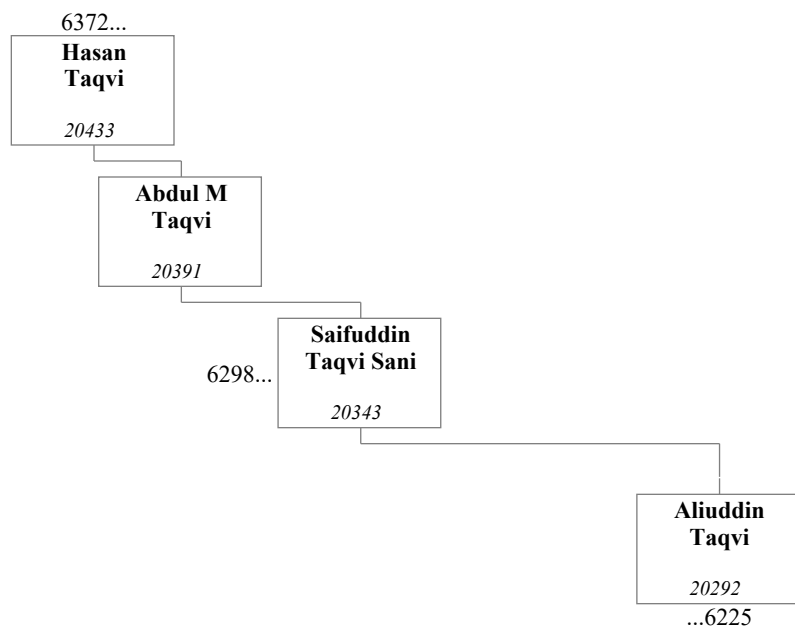 6372...
Hasan
Taqvi
20433
Abdul M
Taqvi
20391
Saifuddin
Taqvi Sani
6298...
20343
Aliuddin
Taqvi
20292
...6225